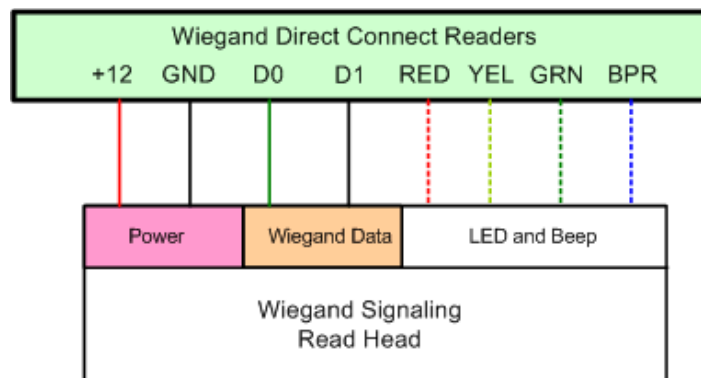 Wiegand Direct Connect Readers
+12 GND D0 D1 RED YEL GRN BPR
Power Wiegand Data LED and Beep
Wiegand Signaling
Read Head